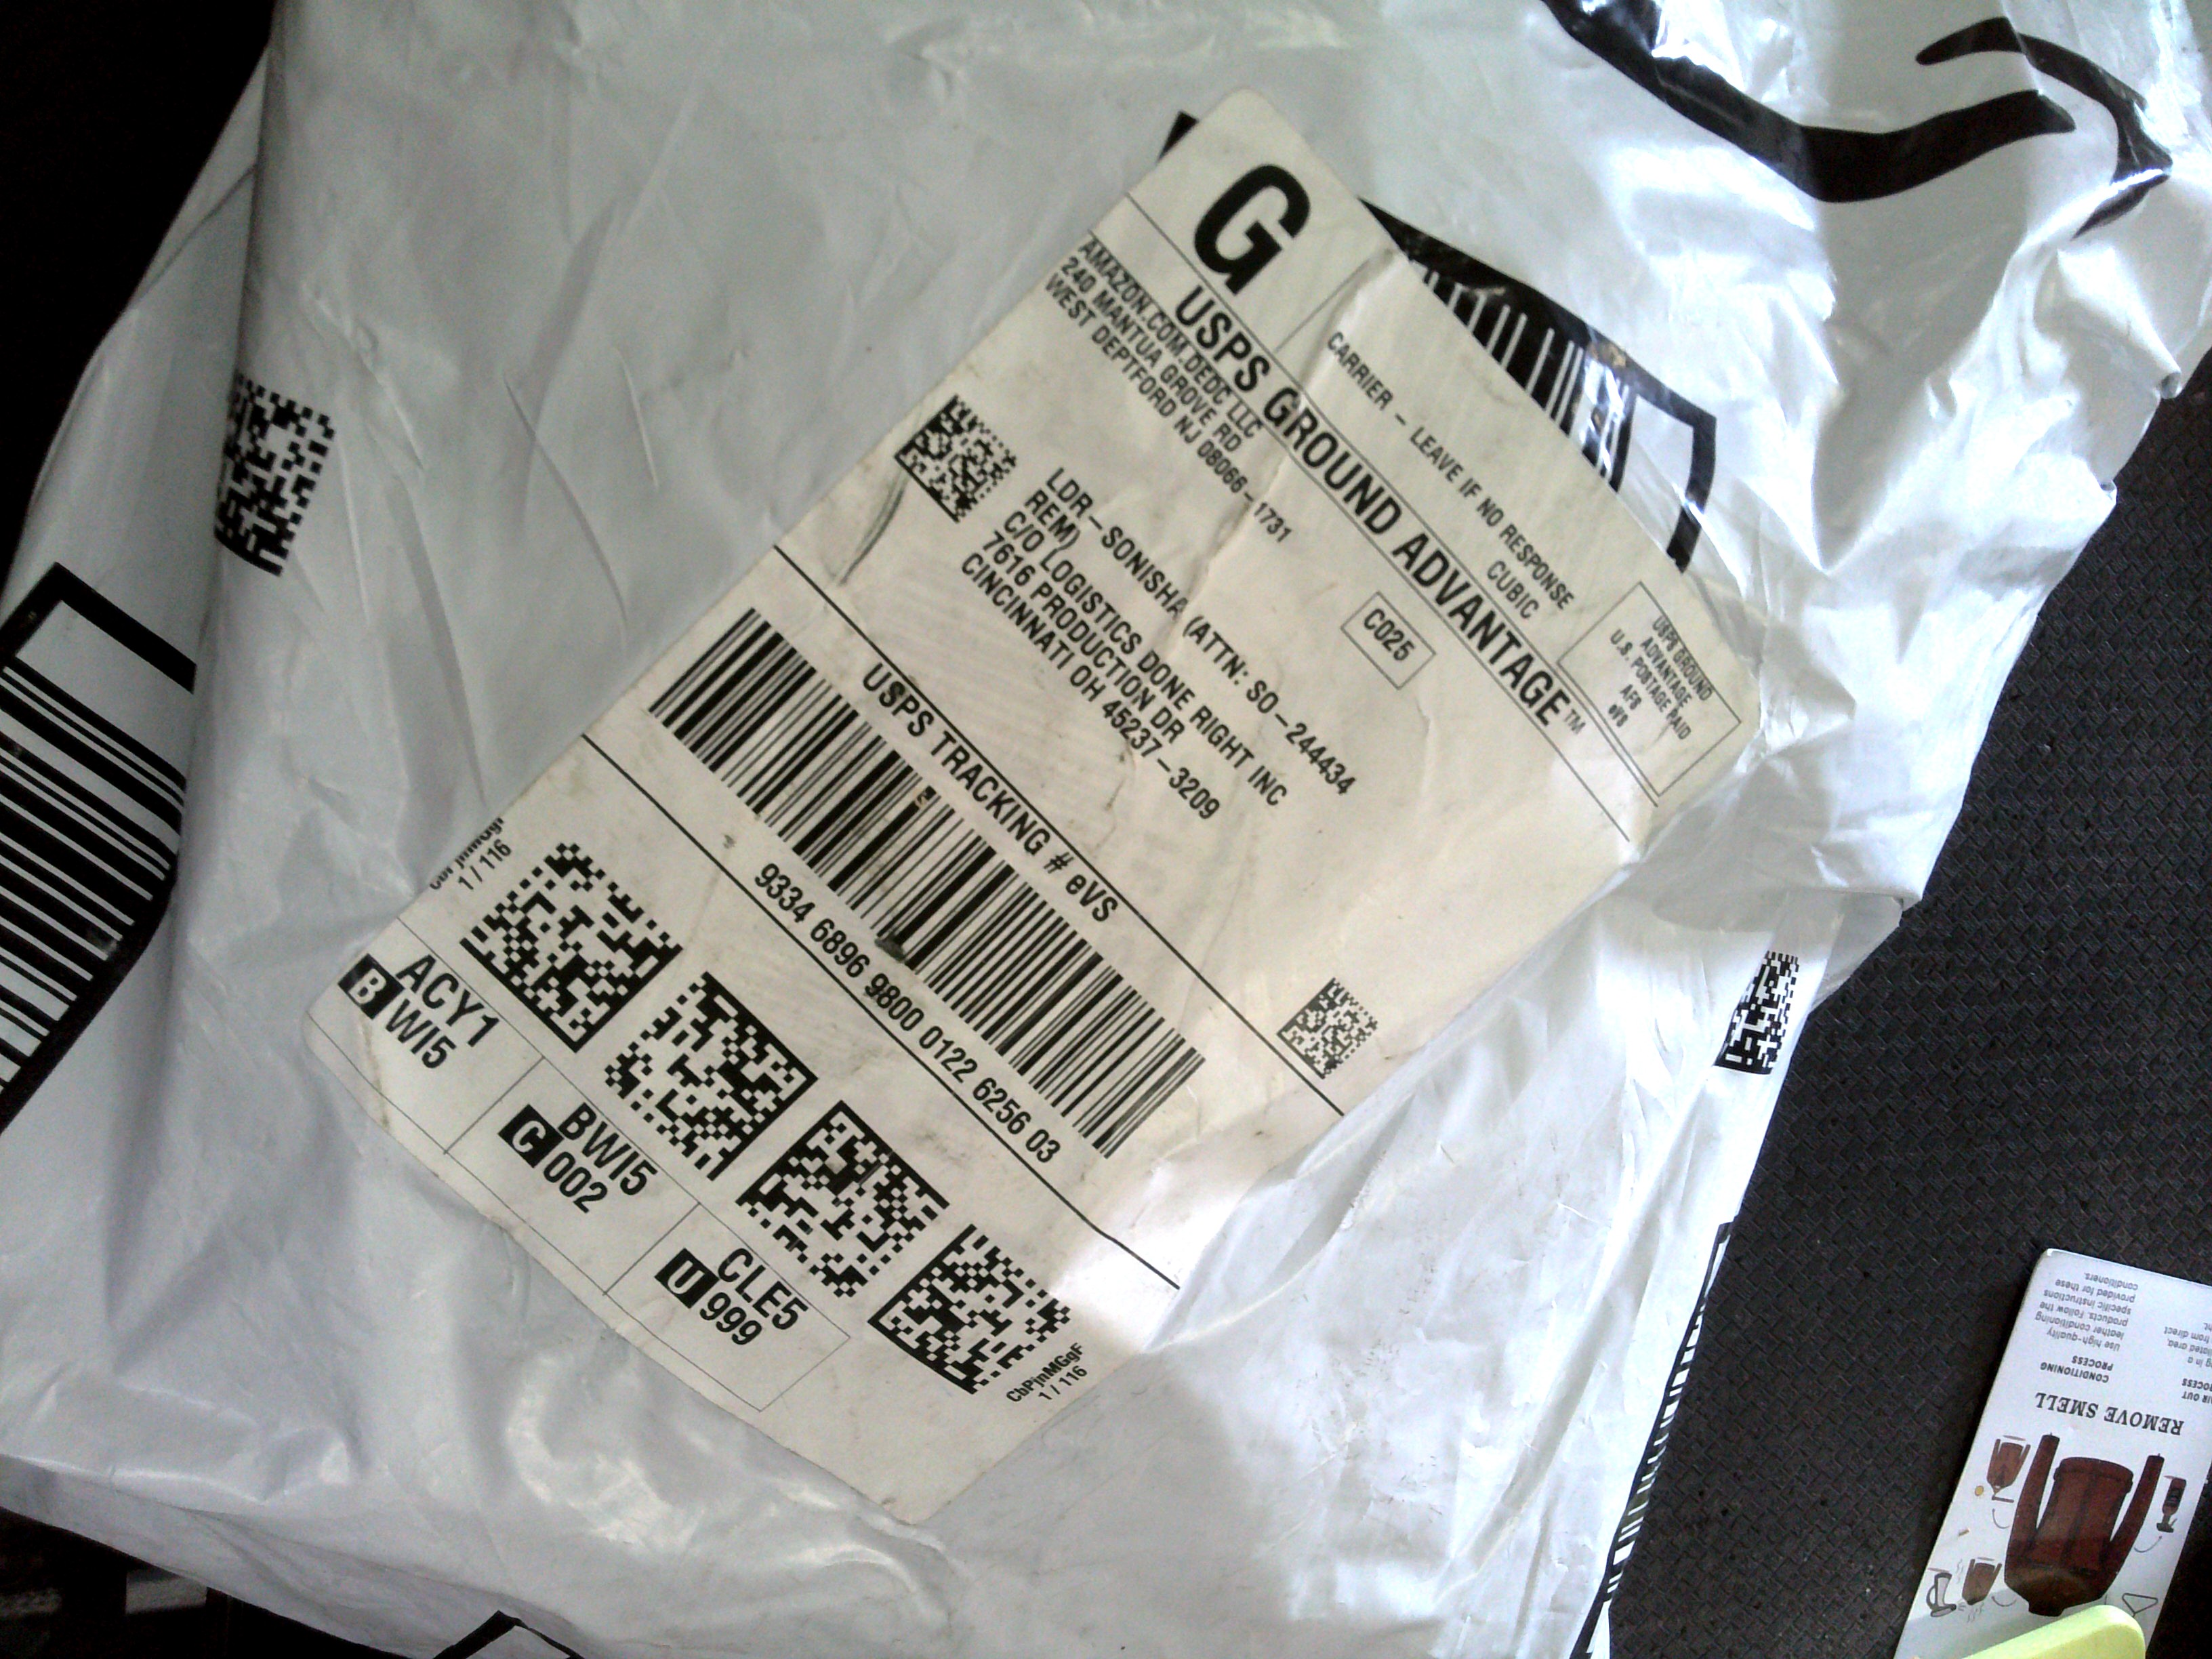 G
CARRIER – LEAVE IF NO RESPONSE
CUBIC
USPS GROUND
ADVANTAGE
U.S. POSTAGE PAID
eVS
USPS GROUND ADVANTAGE™
AMAZON.COM.DEDC LLC
240 MANTUA GROVE RD
WEST DEPTFORD NJ 08066–1731
C025
LDR–SONISHA (ATTN: SO–244434
REM)
C/O LOGISTICS DONE RIGHT INC
7616 PRODUCTION DR
CINCINNATI OH 45237–3209
USPS TRACKING # eVS
9334 6896 9800 0122 6256 03
1 / 116
CbPjnMGgF
1 / 116
ACY1
B WI5
BWI5
C 002
CLE5
U 999
REMOVE SMELL
CONDITIONING
PROCESS
Use high-quality
leather conditioning
products. Follow the
specific instructions
provided for these
conditioners.